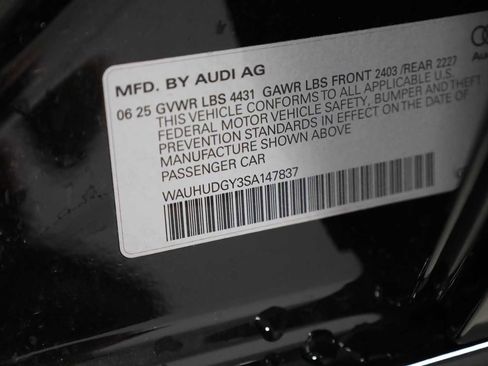 MFD. BY AUDI AG
06 25 GVWR LBS 4431 GAWR LBS FRONT 2403 /REAR 2227
THIS VEHICLE CONFORMS TO ALL APPLICABLE U.S.
FEDERAL MOTOR VEHICLE SAFETY, BUMPER AND THEFT
PREVENTION STANDARDS IN EFFECT ON THE DATE OF
MANUFACTURE SHOWN ABOVE
PASSENGER CAR
WAUHUDGY3SA147837